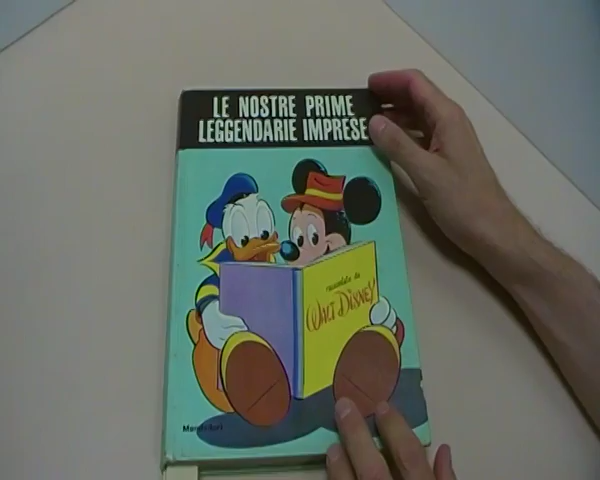 LE NOSTRE PRIME
LEGGENDARIE IMPRESE
raccontate da
WALT DISNEY
Mondadori